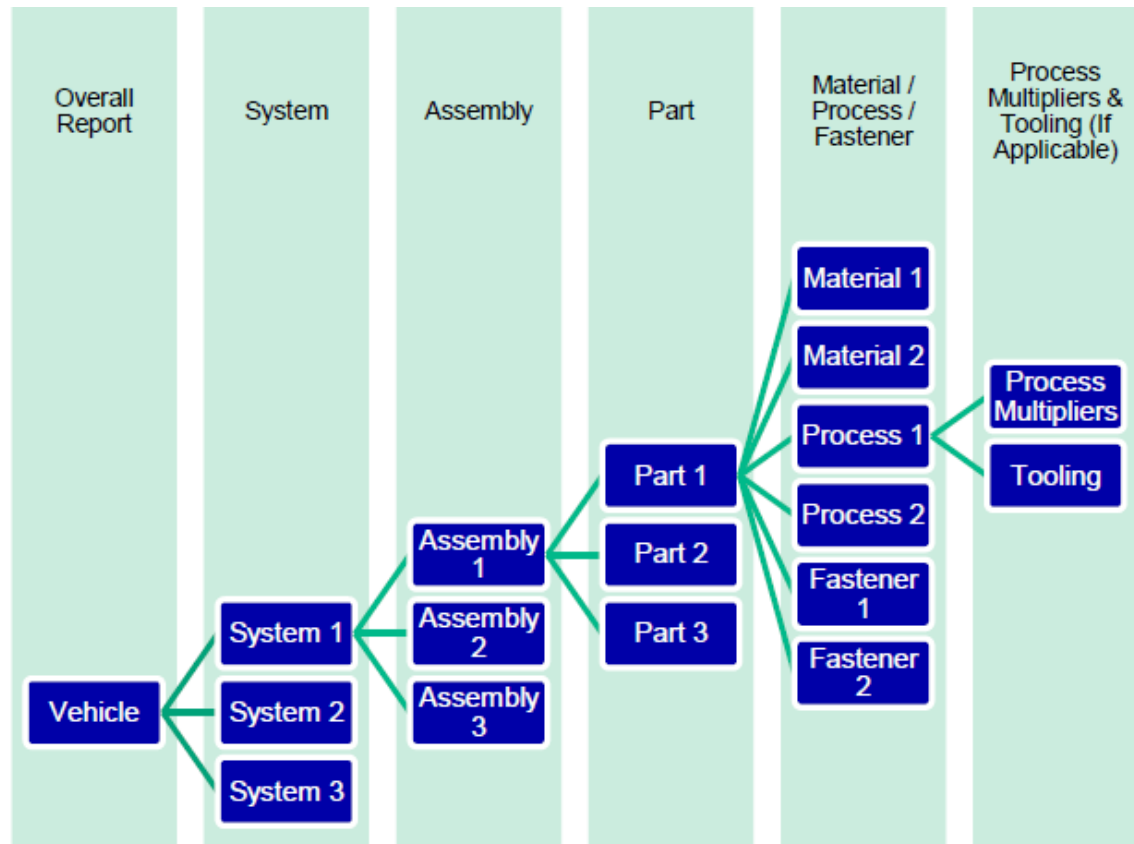 Overall
Report
System
Assembly
Part
Material /
Process /
Fastener
Process
Multipliers &
Tooling (If
Applicable)
Vehicle
System 1
System 2
System 3
Assembly
1
Assembly
2
Assembly
3
Part 1
Part 2
Part 3
Material 1
Material 2
Process 1
Process 2
Fastener
1
Fastener
2
Process
Multipliers
Tooling